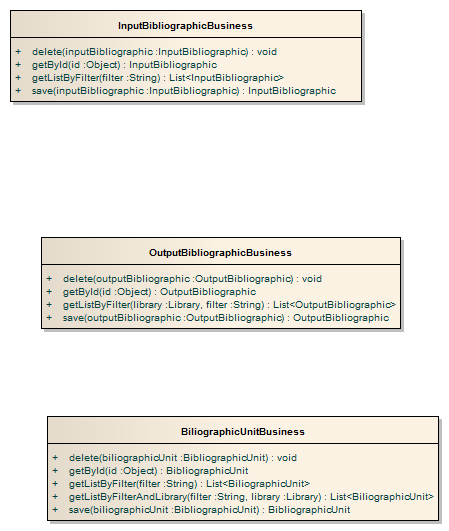 InputBibliographicBusiness
+ delete(inputBibliographic :InputBibliographic) : void
+ getById(id :Object) : InputBibliographic
+ getListByFilter(filter :String) : List<InputBibliographic>
+ save(inputBibliographic :InputBibliographic) : InputBibliographic
OutputBibliographicBusiness
+ delete(outputBibliographic :OutputBibliographic) : void
+ getById(id :Object) : OutputBibliographic
+ getListByFilter(library :Library, filter :String) : List<OutputBibliographic>
+ save(outputBibliographic :OutputBibliographic) : OutputBibliographic
BiliographicUnitBusiness
+ delete(biliographicUnit :BibliographicUnit) : void
+ getById(id :Object) : BibliographicUnit
+ getListByFilter(filter :String) : List<BiliographicUnit>
+ getListByFilterAndLibrary(filter :String, library :Library) : List<BiliographicUnit>
+ save(biliographicUnit :BibliographicUnit) : BibliographicUnit